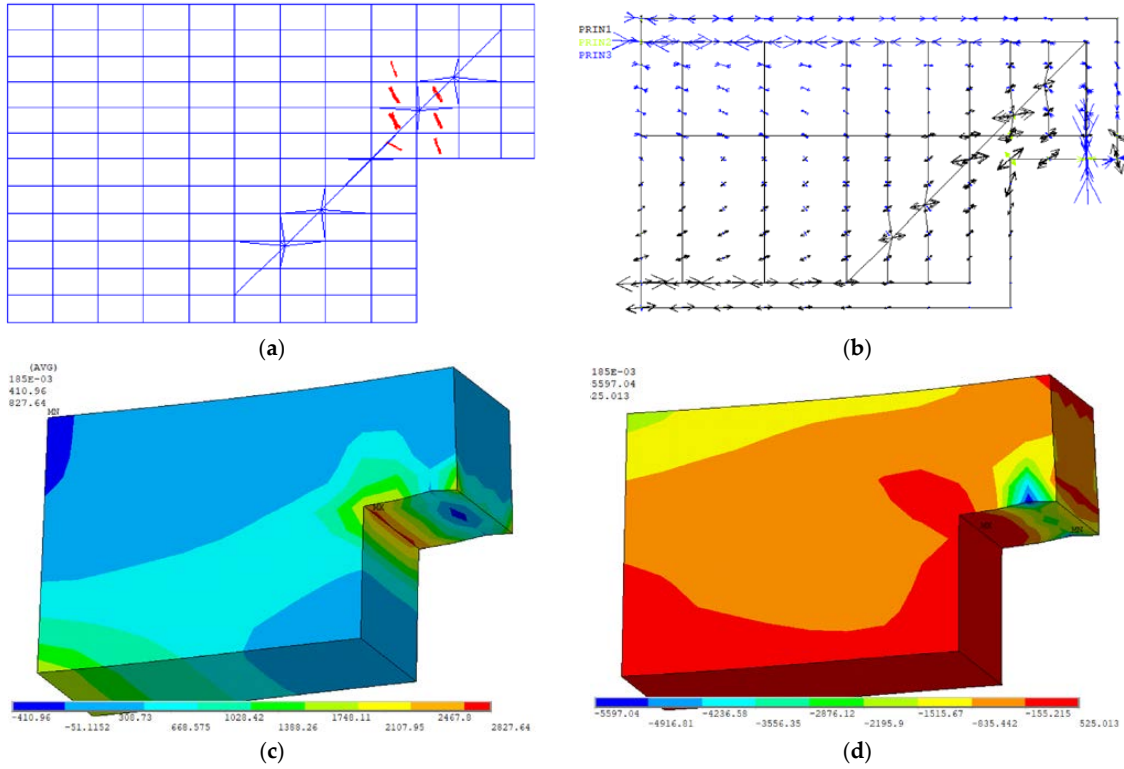 PRIN1
PRIN2
PRIN3
(a)
(b)
(AVG)
185E-03
410.96
827.64
MN
MX
-410.96
300.73
1028.42
1748.11
2467.8
-51.1152
668.575
1388.26
2107.95
2827.64
(c)
185E-03
5597.04
25.013
MX
MN
-5597.04
-4236.58
-2876.12
-1515.67
-155.215
-4916.81
-3556.35
-2195.9
-835.442
525.013
(d)